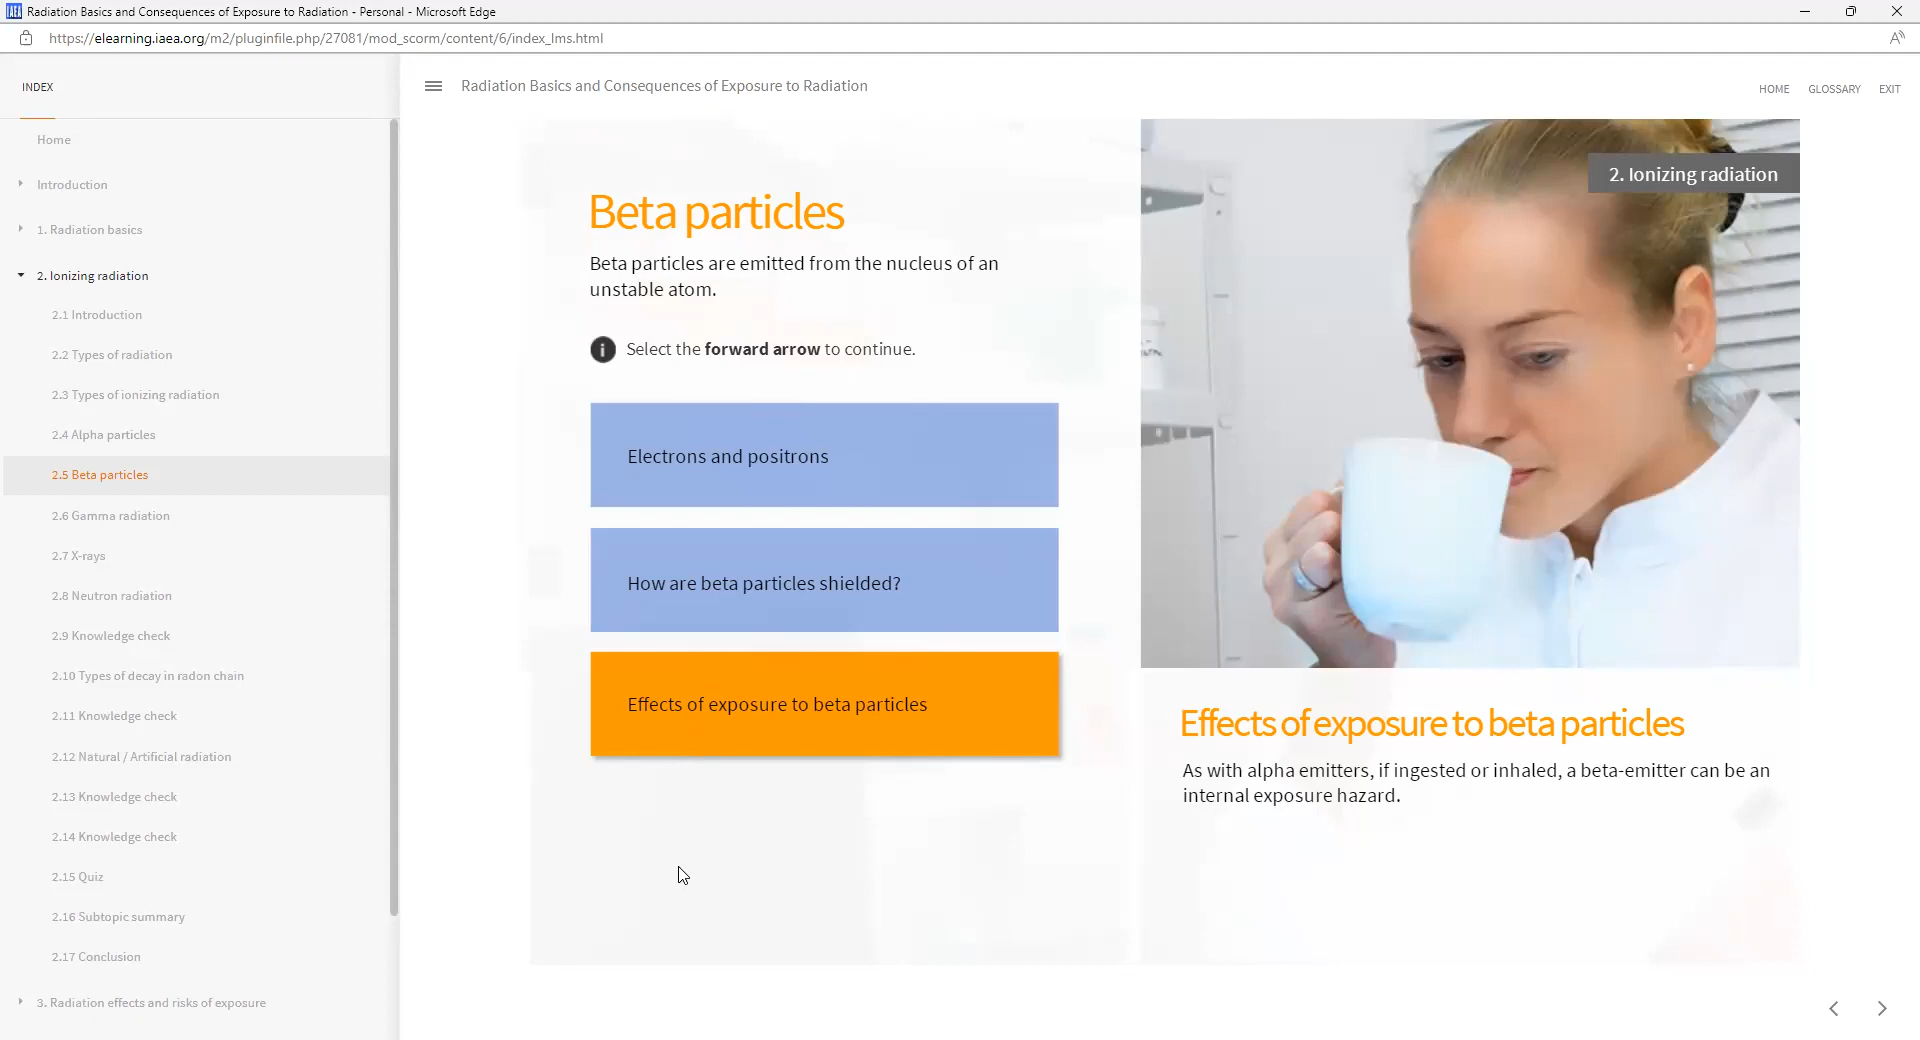 IAEA
Radiation Basics and Consequences of Exposure to Radiation - Personal - Microsoft Edge
https://elearning.iaea.org/m2/pluginfile.php/27081/mod_scorm/content/6/index_lms.html
INDEX
Home
Introduction
1. Radiation basics
2. Ionizing radiation
2.1 Introduction
2.2 Types of radiation
2.3 Types of ionizing radiation
2.4 Alpha particles
2.5 Beta particles
2.6 Gamma radiation
2.7 X-rays
2.8 Neutron radiation
2.9 Knowledge check
2.10 Types of decay in radon chain
2.11 Knowledge check
2.12 Natural / Artificial radiation
2.13 Knowledge check
2.14 Knowledge check
2.15 Quiz
2.16 Subtopic summary
2.17 Conclusion
3. Radiation effects and risks of exposure
Radiation Basics and Consequences of Exposure to Radiation
HOME GLOSSARY EXIT
Beta particles
Beta particles are emitted from the nucleus of an
unstable atom.
i Select the forward arrow to continue.
Electrons and positrons
How are beta particles shielded?
Effects of exposure to beta particles
2. Ionizing radiation
Effects of exposure to beta particles
As with alpha emitters, if ingested or inhaled, a beta-emitter can be an
internal exposure hazard.